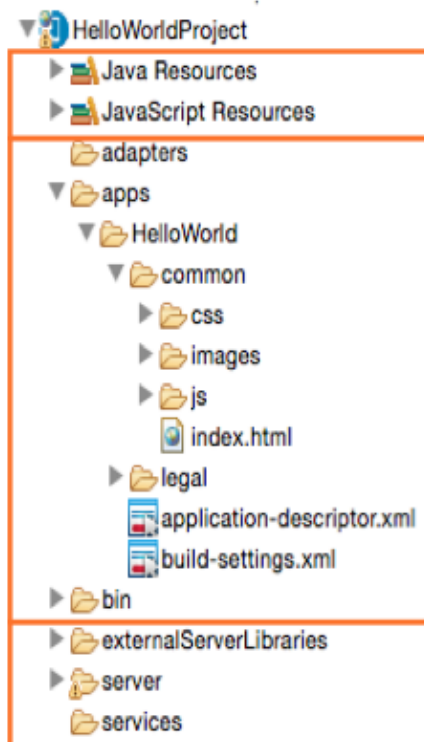 HelloWorldProject
Java Resources
JavaScript Resources
adapters
apps
HelloWorld
common
css
images
js
index.html
legal
application-descriptor.xml
build-settings.xml
bin
externalServerLibraries
server
services